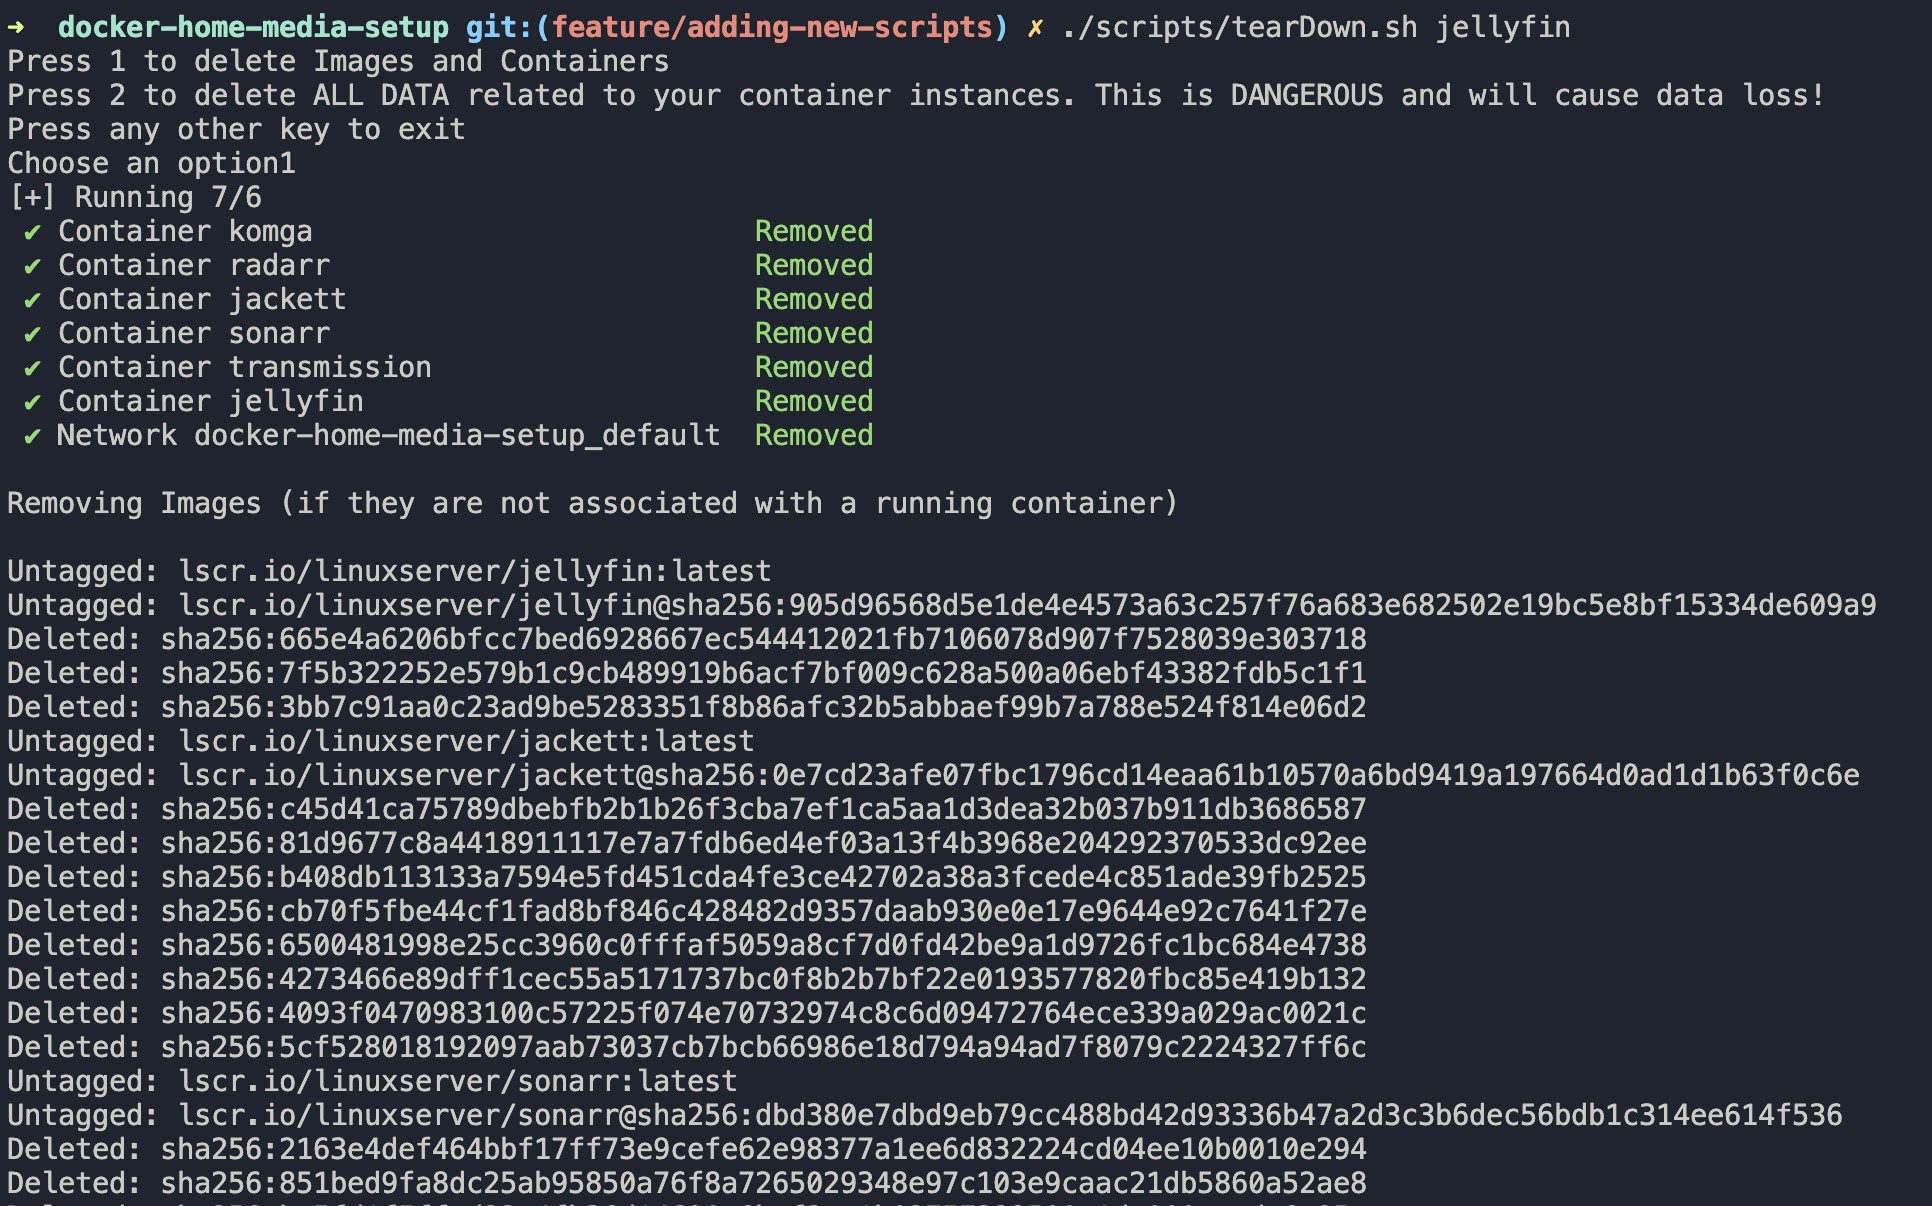 ➜  docker-home-media-setup git:(feature/adding-new-scripts) ✗ ./scripts/tearDown.sh jellyfin
Press 1 to delete Images and Containers
Press 2 to delete ALL DATA related to your container instances. This is DANGEROUS and will cause data loss!
Press any other key to exit
Choose an option1
[+] Running 7/6
✔ Container komga Removed
✔ Container radarr Removed
✔ Container jackett Removed
✔ Container sonarr Removed
✔ Container transmission Removed
✔ Container jellyfin Removed
✔ Network docker-home-media-setup_default Removed
Removing Images (if they are not associated with a running container)
Untagged: lscr.io/linuxserver/jellyfin:latest
Untagged: lscr.io/linuxserver/jellyfin@sha256:905d96568d5e1de4e4573a63c257f76a683e682502e19bc5e8bf15334de609a9
Deleted: sha256:665e4a6206bfcc7bed6928667ec544412021fb7106078d907f7528039e303718
Deleted: sha256:7f5b322252e579b1c9cb489919b6acf7bf009c628a500a06ebf43382fdb5c1f1
Deleted: sha256:3bb7c91aa0c23ad9be5283351f8b86afc32b5abbaef99b7a788e524f814e06d2
Untagged: lscr.io/linuxserver/jackett:latest
Untagged: lscr.io/linuxserver/jackett@sha256:0e7cd23afe07fbc1796cd14eaa61b10570a6bd9419a197664d0ad1d1b63f0c6e
Deleted: sha256:c45d41ca75789dbebfb2b1b26f3cba7ef1ca5aa1d3dea32b037b911db3686587
Deleted: sha256:81d9677c8a4418911117e7a7fdb6ed4ef03a13f4b3968e204292370533dc92ee
Deleted: sha256:b408db113133a7594e5fd451cda4fe3ce42702a38a3fcede4c851ade39fb2525
Deleted: sha256:cb70f5fbe44cf1fad8bf846c428482d9357daab930e0e17e9644e92c7641f27e
Deleted: sha256:6500481998e25cc3960c0fffaf5059a8cf7d0fd42be9a1d9726fc1bc684e4738
Deleted: sha256:4273466e89dff1cec55a5171737bc0f8b2b7bf22e0193577820fbc85e419b132
Deleted: sha256:4093f0470983100c57225f074e70732974c8c6d09472764ece339a029ac0021c
Deleted: sha256:5cf528018192097aab73037cb7bcb66986e18d794a94ad7f8079c2224327ff6c
Untagged: lscr.io/linuxserver/sonarr:latest
Untagged: lscr.io/linuxserver/sonarr@sha256:dbd380e7dbd9eb79cc488bd42d93336b47a2d3c3b6dec56bdb1c314ee614f536
Deleted: sha256:2163e4def464bbf17ff73e9cefe62e98377a1ee6d832224cd04ee10b0010e294
Deleted: sha256:851bed9fa8dc25ab95850a76f8a7265029348e97c103e9caac21db5860a52ae8